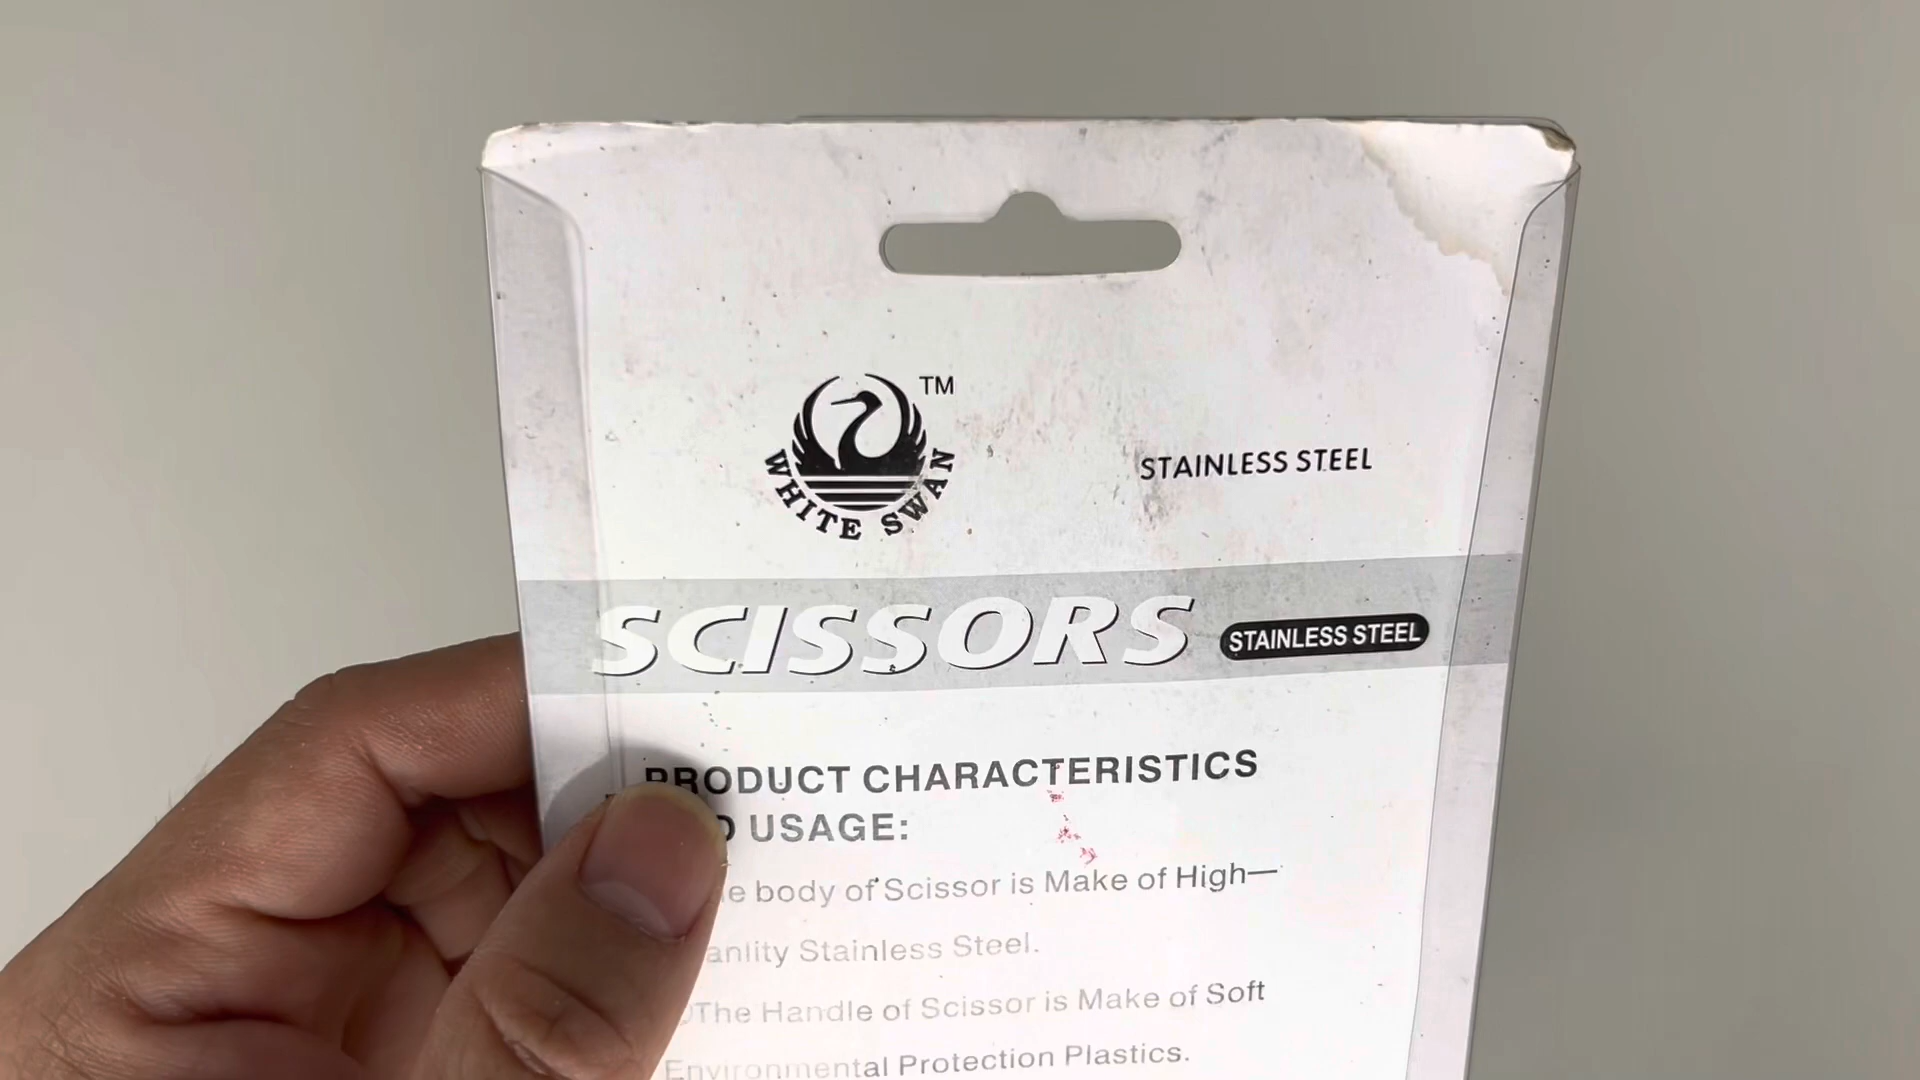 TM
WHITE SWAN
STAINLESS STEEL
SCISSORS STAINLESS STEEL
PRODUCT CHARACTERISTICS
USAGE:
body of Scissor is Make of High—
Stainless Steel.
The Handle of Scissor is Make of Soft
Environmental Protection Plastics.